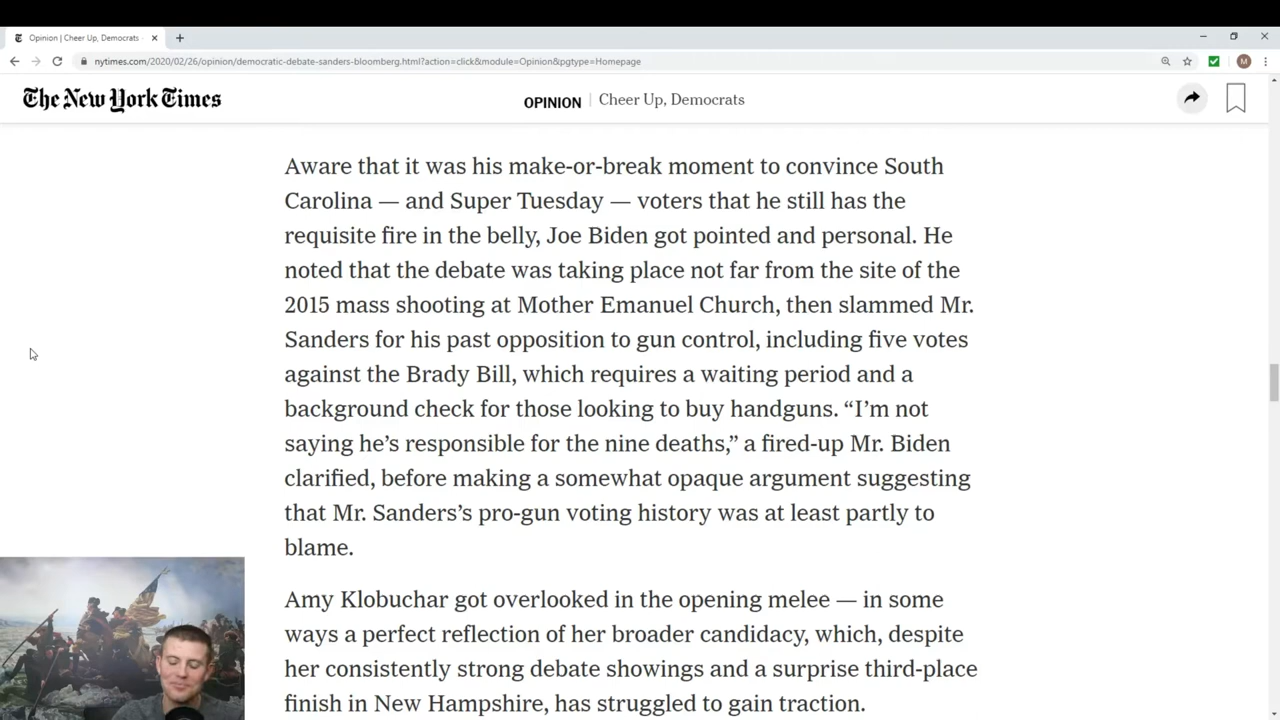 Opinion | Cheer Up, Democrats
nytimes.com/2020/02/26/opinion/democratic-debate-sanders-bloomberg.html?action=click&module=Opinion&pgtype=Homepage
M
The New York Times
OPINION | Cheer Up, Democrats
Aware that it was his make-or-break moment to convince South
Carolina — and Super Tuesday — voters that he still has the
requisite fire in the belly, Joe Biden got pointed and personal. He
noted that the debate was taking place not far from the site of the
2015 mass shooting at Mother Emanuel Church, then slammed Mr.
Sanders for his past opposition to gun control, including five votes
against the Brady Bill, which requires a waiting period and a
background check for those looking to buy handguns. “I’m not
saying he’s responsible for the nine deaths,” a fired-up Mr. Biden
clarified, before making a somewhat opaque argument suggesting
that Mr. Sanders’s pro-gun voting history was at least partly to
blame.
Amy Klobuchar got overlooked in the opening melee — in some
ways a perfect reflection of her broader candidacy, which, despite
her consistently strong debate showings and a surprise third-place
finish in New Hampshire, has struggled to gain traction.